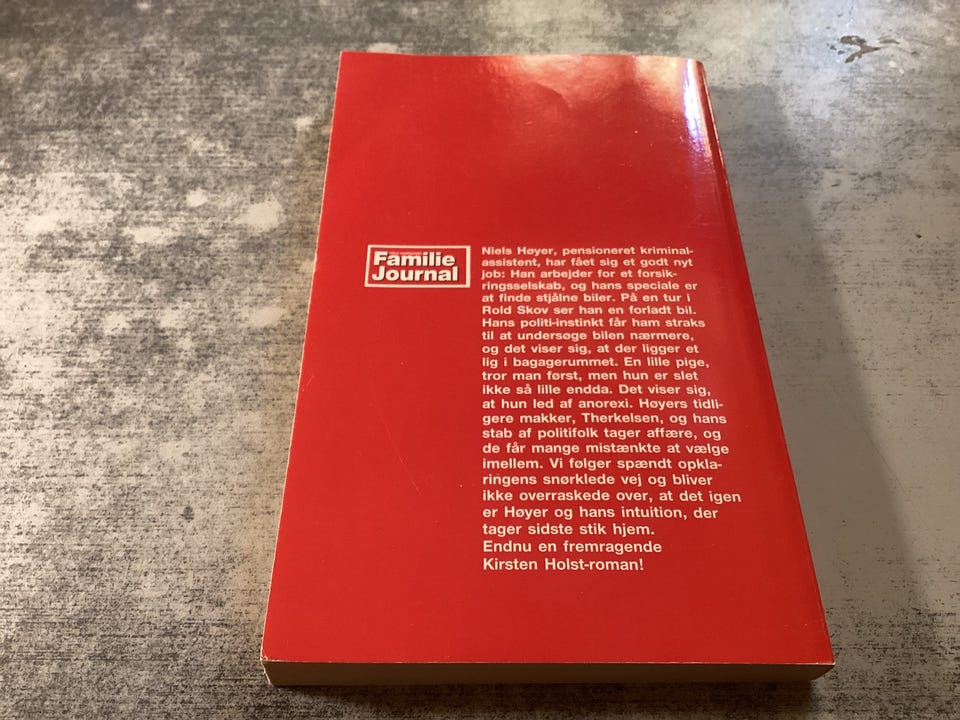 Familie
Journal
Niels Høyer, pensioneret kriminal-
assistent, har fået sig et godt nyt
job: Han arbejder for et forsik-
ringsselskab, og hans speciale er
at finde stjålne biler. På en tur i
Rold Skov ser han en forladt bil.
Hans politi-instinkt får ham straks
til at undersøge bilen nærmere,
og det viser sig, at der ligger et
lig i bagagerummet. En lille pige,
tror man først, men hun er slet
ikke så lille endda. Det viser sig,
at hun led af anorexi. Høyers tidli-
gere makker, Therkelsen, og hans
stab af politifolk tager affære, og
de får mange mistænkte at vælge
imellem. Vi følger spændt opkla-
ringens snørklede vej og bliver
ikke overraskede over, at det igen
er Høyer og hans intuition, der
tager sidste stik hjem.
Endnu en fremragende
Kirsten Holst-roman!